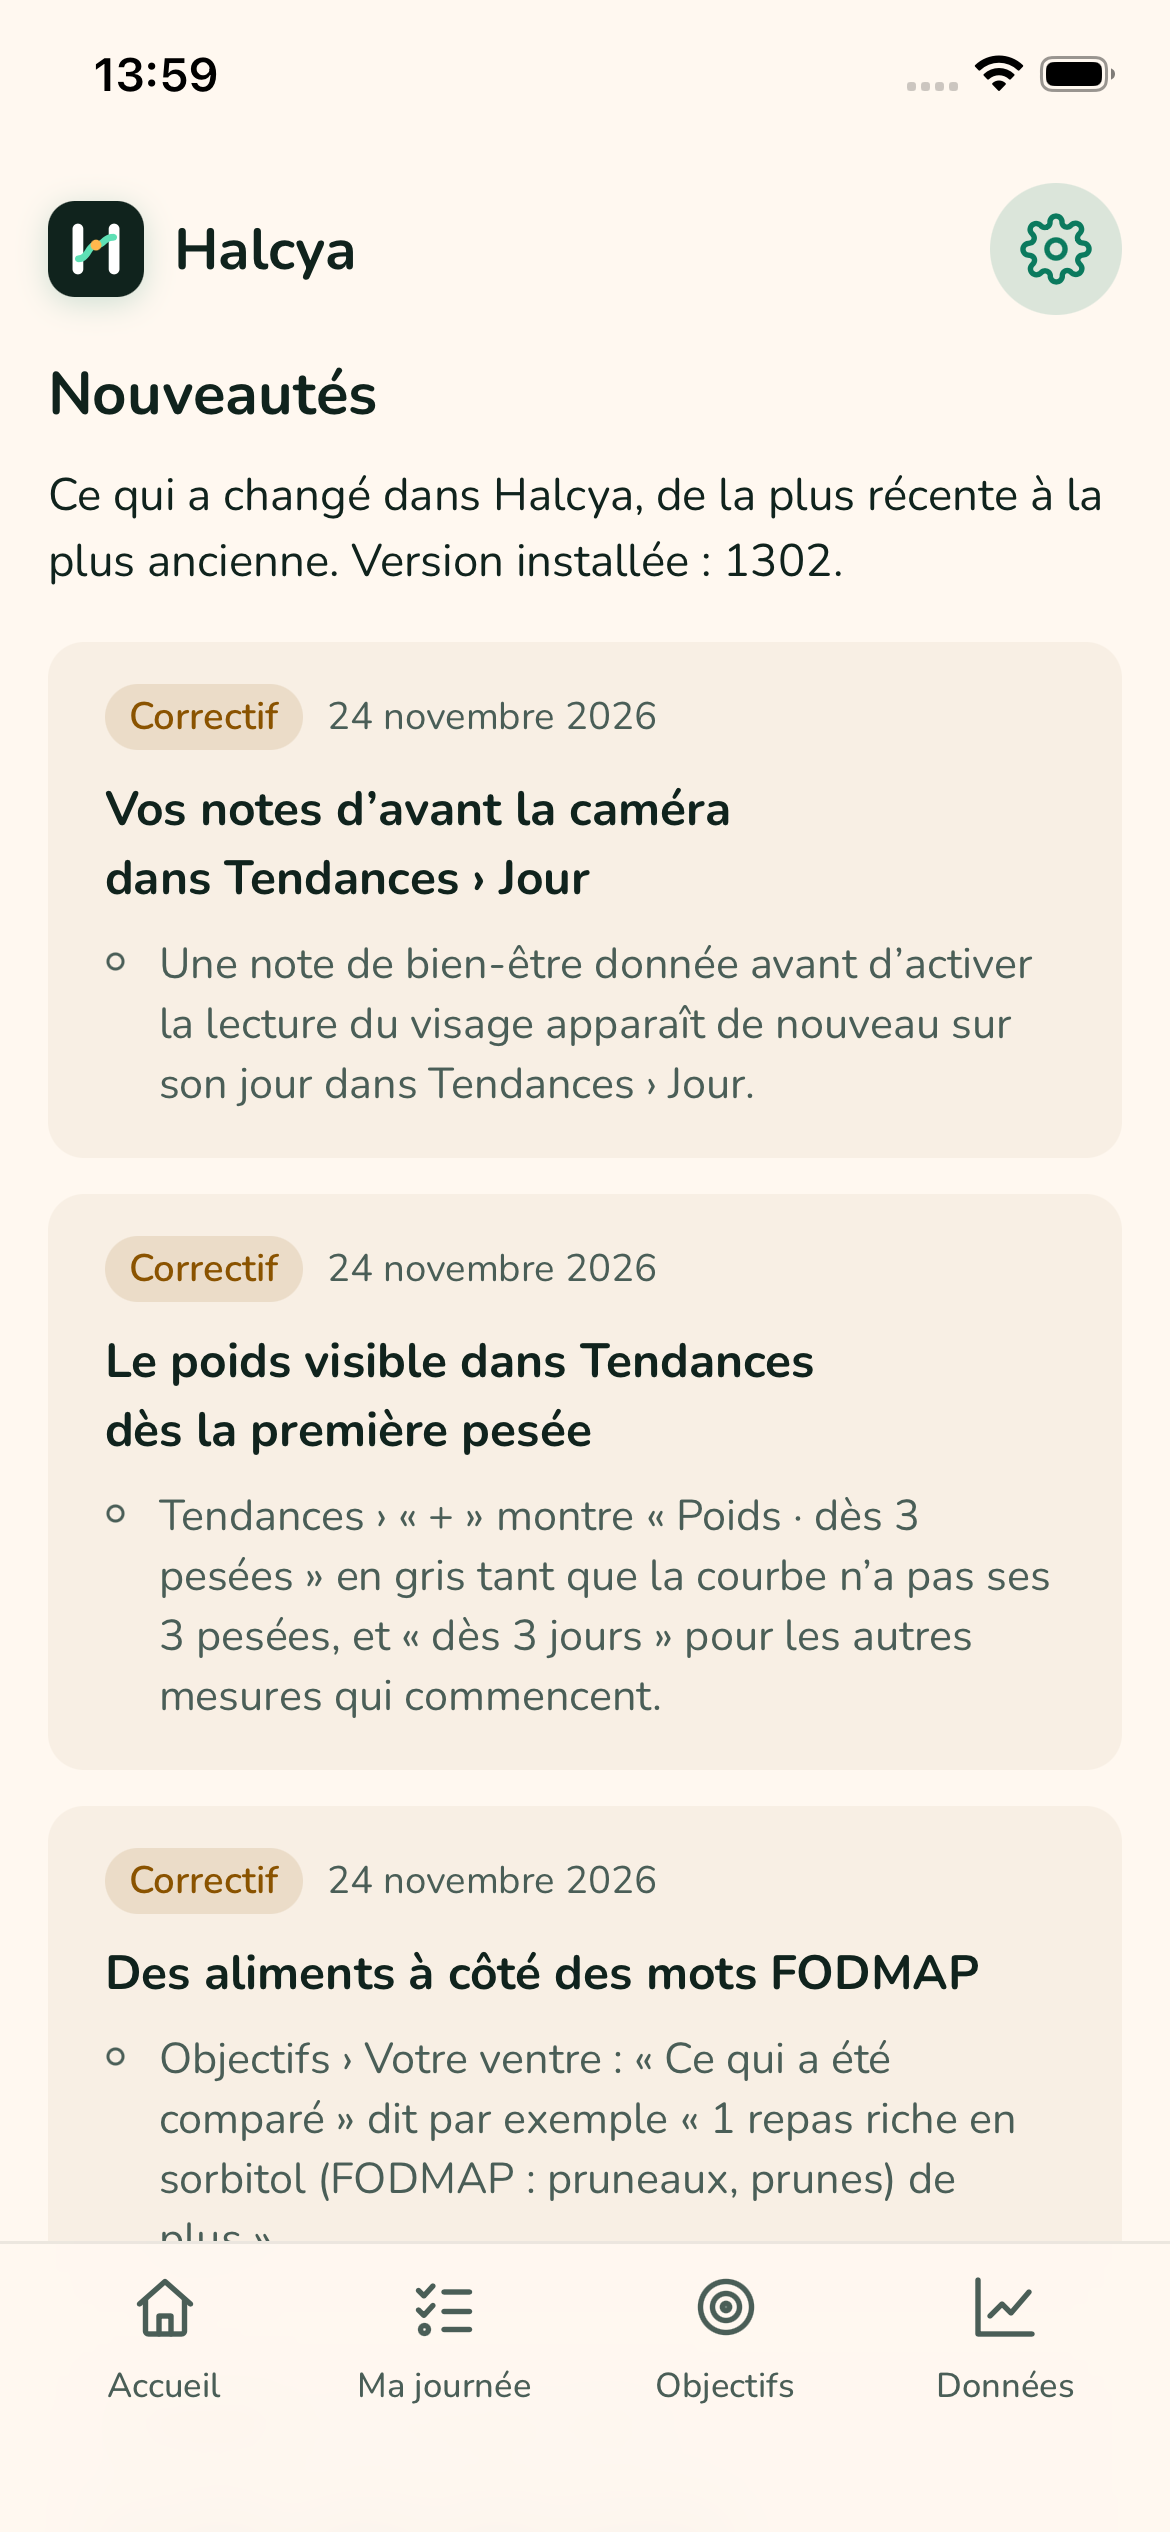 13:59
Halcya
Nouveautés
Ce qui a changé dans Halcya, de la plus récente à la
plus ancienne. Version installée : 1302.
Correctif 24 novembre 2026
Vos notes d’avant la caméra
dans Tendances › Jour
Une note de bien-être donnée avant d’activer
la lecture du visage apparaît de nouveau sur
son jour dans Tendances › Jour.
Correctif 24 novembre 2026
Le poids visible dans Tendances
dès la première pesée
Tendances › « + » montre « Poids · dès 3
pesées » en gris tant que la courbe n’a pas ses
3 pesées, et « dès 3 jours » pour les autres
mesures qui commencent.
Correctif 24 novembre 2026
Des aliments à côté des mots FODMAP
Objectifs › Votre ventre : « Ce qui a été
comparé » dit par exemple « 1 repas riche en
sorbitol (FODMAP : pruneaux, prunes) de
plus »
Accueil Ma journée Objectifs Données